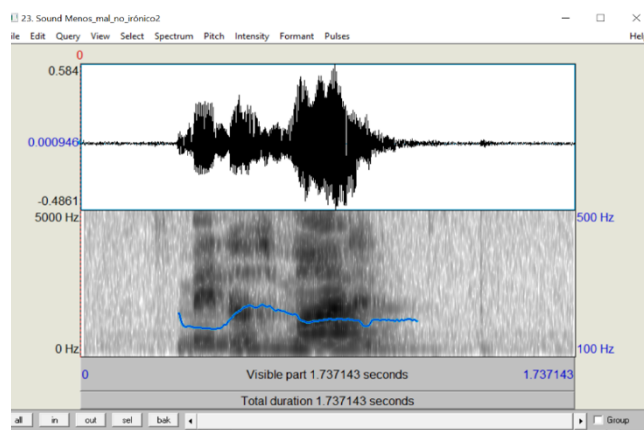 23. Sound Menos_mal_no_irónico2
ile Edit Query View Select Spectrum Pitch Intensity Formant Pulses Hel
0
0.584
0.000946
-0.4861
5000 Hz 500 Hz
0 Hz 100 Hz
0 Visible part 1.737143 seconds 1.737143
Total duration 1.737143 seconds
all in out sel bak Group